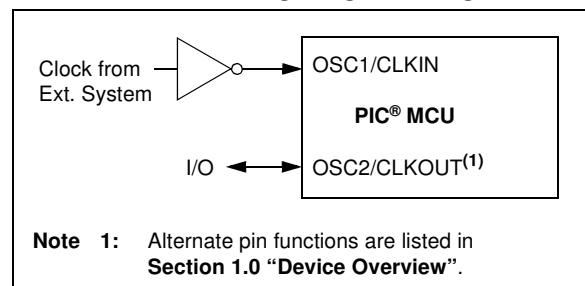 Clock from
Ext. System
OSC1/CLKIN
PIC® MCU
I/O
OSC2/CLKOUT(1)
Note 1: Alternate pin functions are listed in
Section 1.0 “Device Overview”.